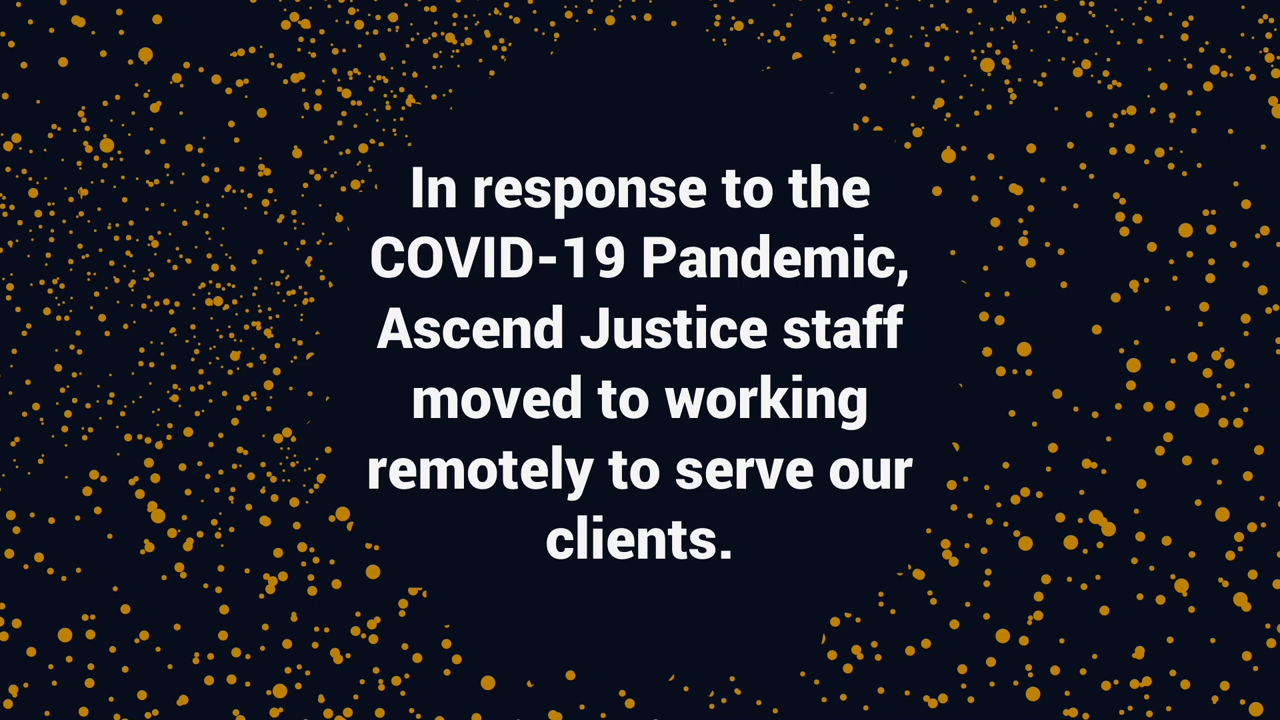 In response to the
COVID-19 Pandemic,
Ascend Justice staff
moved to working
remotely to serve our
clients.